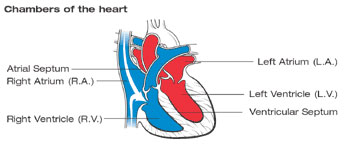 Chambers of the heart
Atrial Septum
Right Atrium (R.A.)
Right Ventricle (R.V.)
Left Atrium (L.A.)
Left Ventricle (L.V.)
Ventricular Septum